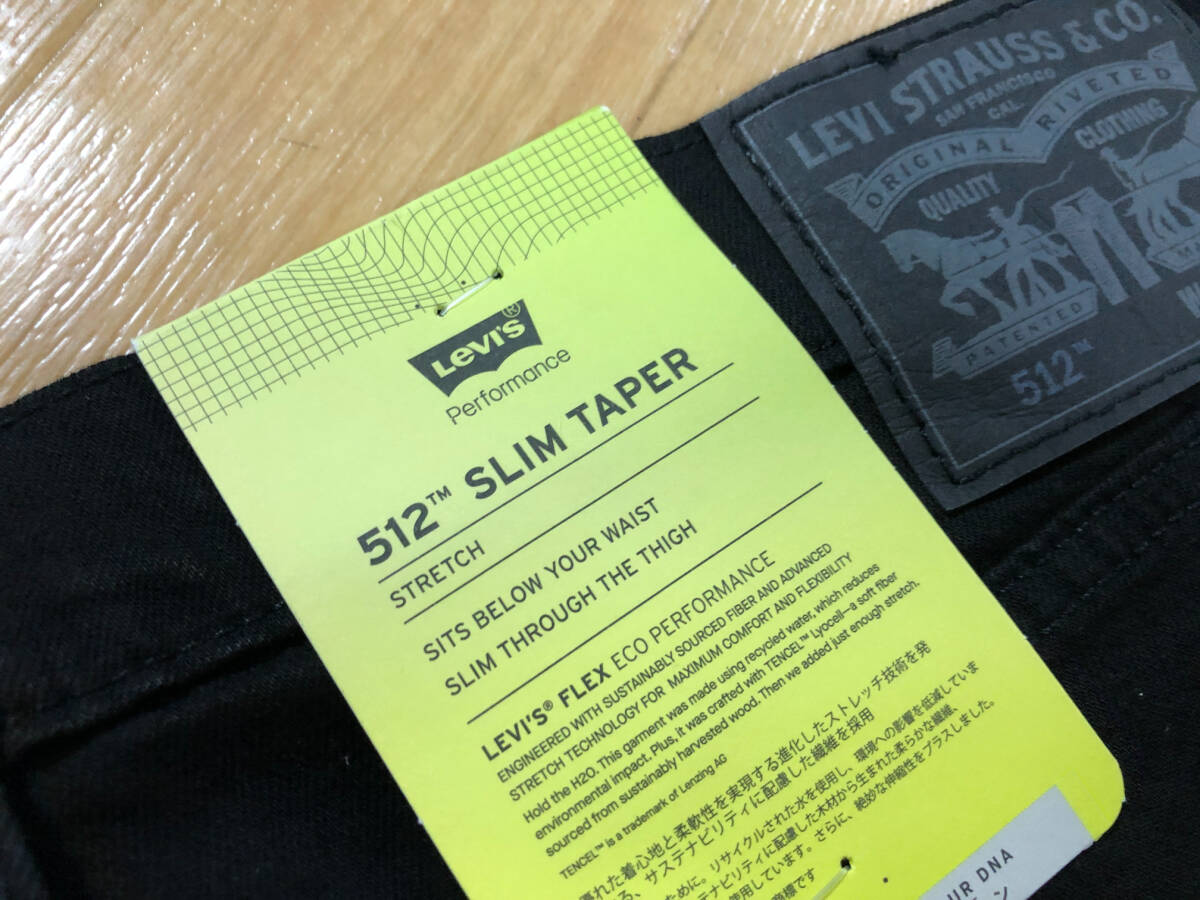 LEVI STRAUSS & CO.
SAN FRANCISCO
CAL.
ORIGINAL RIVETED
QUALITY CLOTHING
PATENTED
512™
Levi's®
Performance
512™ SLIM TAPER
STRETCH
SITS BELOW YOUR WAIST
SLIM THROUGH THE THIGH
LEVI'S® FLEX ECO PERFORMANCE
ENGINEERED WITH SUSTAINABLY SOURCED FIBER AND ADVANCED
STRETCH TECHNOLOGY FOR MAXIMUM COMFORT AND FLEXIBILITY
Hold the H2O. This garment was made using recycled water, which reduces
environmental impact. Plus, it was crafted with TENCEL™ Lyocell—a soft fiber
sourced from sustainably harvested wood. Then we added just enough stretch.
TENCEL™ is a trademark of Lenzing AG
優れた着心地と柔軟性を実現する進化したストレッチ技術を発
る、サステナビリティに配慮した繊維を採用
ために。リサイクルされた水を使用し、環境への影響を低減していま
ナビリティに配慮した木材から生まれた柔らかな繊維、
使用しています。さらに、絶妙な伸縮性をプラスしました。
商標です
UR DNA